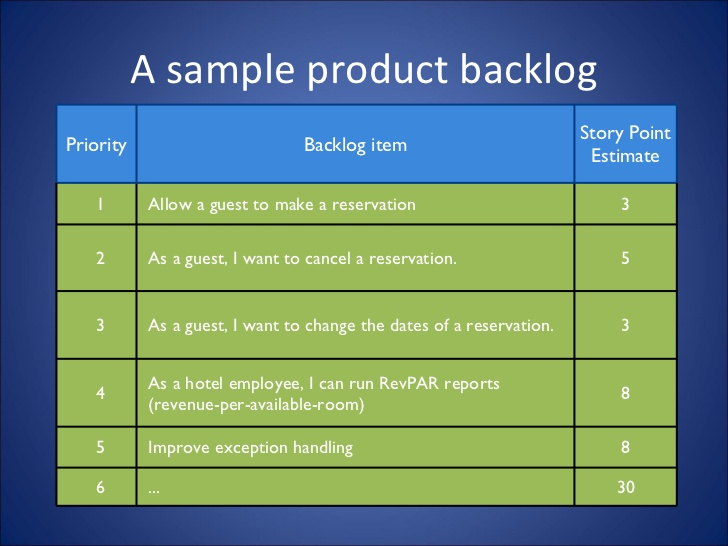 A sample product backlog
Priority Backlog item Story Point Estimate
1 Allow a guest to make a reservation 3
2 As a guest, I want to cancel a reservation. 5
3 As a guest, I want to change the dates of a reservation. 3
4 As a hotel employee, I can run RevPAR reports
(revenue-per-available-room) 8
5 Improve exception handling 8
6 ... 30